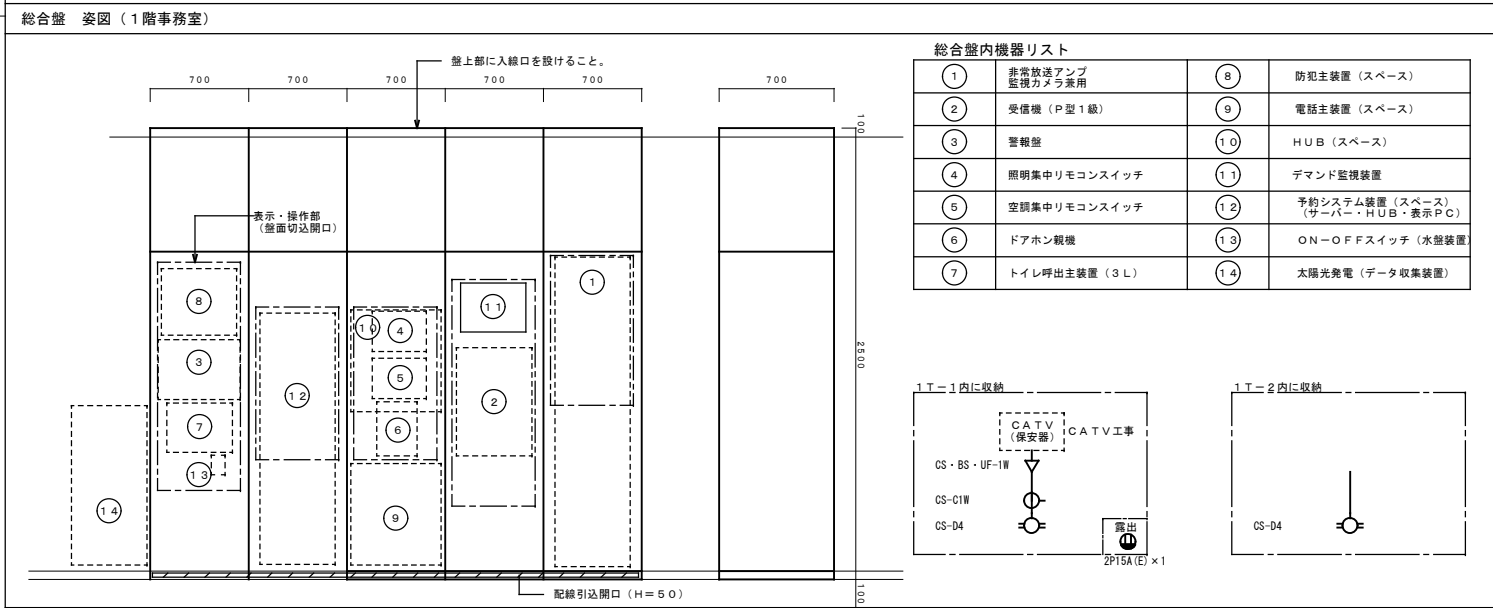 総合盤　姿図（１階事務室）
盤上部に入線口を設けること。
７００
７００
７００
７００
７００
７００
１００
２５００
１００
表示・操作部
（盤面切込開口）
８
３
７
１３
１４
１２
１０
４
５
６
９
１１
２
１
配線引込開口（Ｈ＝５０）
総合盤内機器リスト
１　非常放送アンプ
監視カメラ兼用
８　防犯主装置（スペース）
２　受信機（Ｐ型１級）
９　電話主装置（スペース）
３　警報盤
１０　ＨＵＢ（スペース）
４　照明集中リモコンスイッチ
１１　デマンド監視装置
５　空調集中リモコンスイッチ
１２　予約システム装置（スペース）
（サーバー・ＨＵＢ・表示ＰＣ）
６　ドアホン親機
１３　ＯＮ－ＯＦＦスイッチ（水盤装置）
７　トイレ呼出主装置（３Ｌ）
１４　太陽光発電（データ収集装置）
１Ｔ－１内に収納
ＣＡＴＶ
（保安器）
ＣＡＴＶ工事
CS・BS・UF-1W
CS-C1W
CS-D4
露出
2P15A(E)×1
１Ｔ－２内に収納
CS-D4